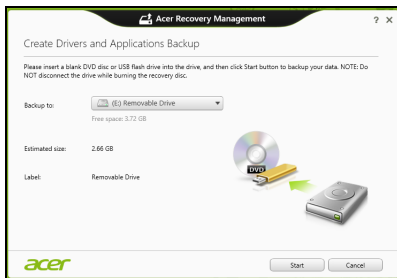 Acer Recovery Management
? ×
Create Drivers and Applications Backup
Please insert a blank DVD disc or USB flash drive into the drive, and then click Start button to backup your data. NOTE: Do
NOT disconnect the drive while burning the recovery disc.
Backup to: (E:) Removable Drive
Free space: 3.72 GB
Estimated size: 2.66 GB
DVD
Label: Removable Drive
acer Start Cancel